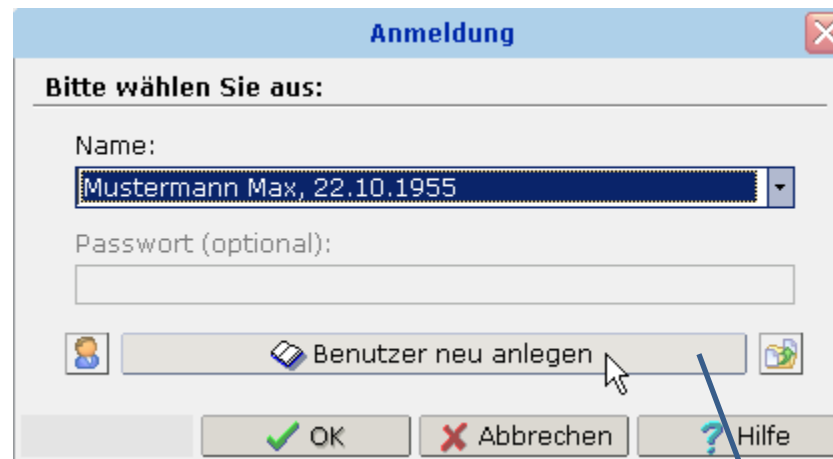 Anmeldung
Bitte wählen Sie aus:
Name:
Mustermann Max, 22.10.1955
Passwort (optional):
Benutzer neu anlegen
OK Abbrechen Hilfe